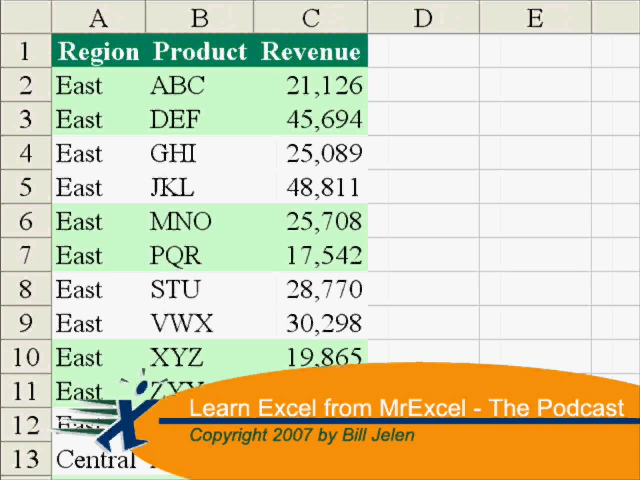 A B C D E
1 Region Product Revenue
2 East ABC 21,126
3 East DEF 45,694
4 East GHI 25,089
5 East JKL 48,811
6 East MNO 25,708
7 East PQR 17,542
8 East STU 28,770
9 East VWX 30,298
10 East XYZ 19,865
11 East
12 East
13 Central
Learn Excel from MrExcel - The Podcast
Copyright 2007 by Bill Jelen